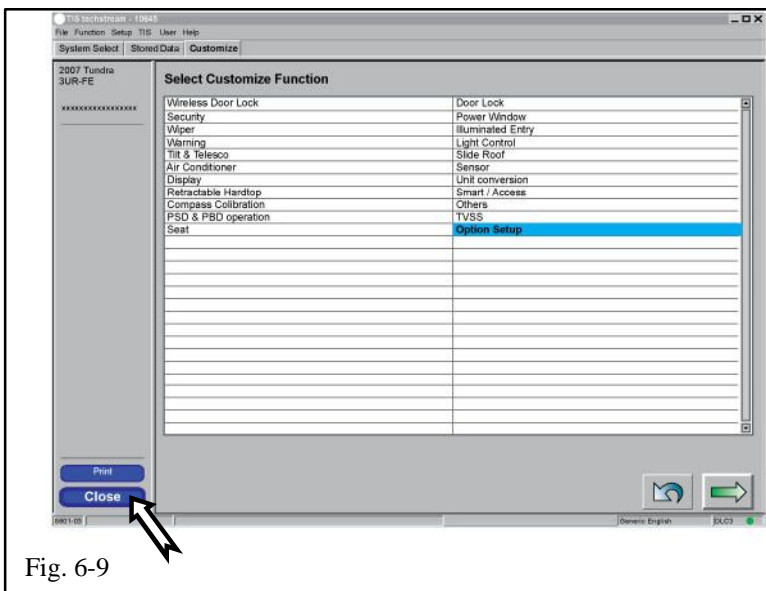 TIS techstream - 10645
File Function Setup TIS User Help
System Select Stored Data Customize
2007 Tundra
3UR-FE
xxxxxxxxxxxxxxxxx
Select Customize Function
Wireless Door Lock Door Lock
Security Power Window
Wiper Illuminated Entry
Warning Light Control
Tilt & Telesco Slide Roof
Air Conditioner Sensor
Display Unit conversion
Retractable Hardtop Smart / Access
Compass Colibration Others
PSD & PBD operation TVSS
Seat Option Setup
Print
Close
Generic English DLC3
Fig. 6-9